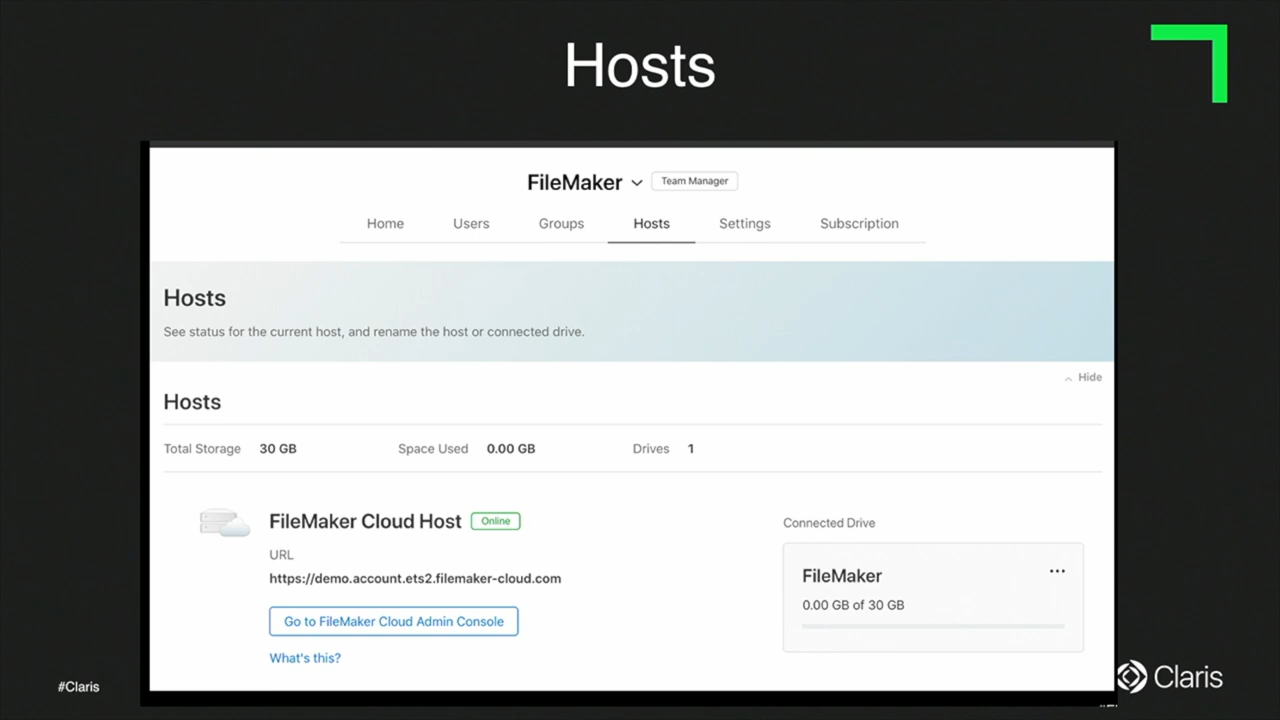 Hosts
FileMaker
Team Manager
Home Users Groups Hosts Settings Subscription
Hosts
See status for the current host, and rename the host or connected drive.
Hide
Hosts
Total Storage 30 GB Space Used 0.00 GB Drives 1
FileMaker Cloud Host Online
Connected Drive
URL
https://demo.account.ets2.filemaker-cloud.com
FileMaker
0.00 GB of 30 GB
Go to FileMaker Cloud Admin Console
What's this?
#Claris
Claris